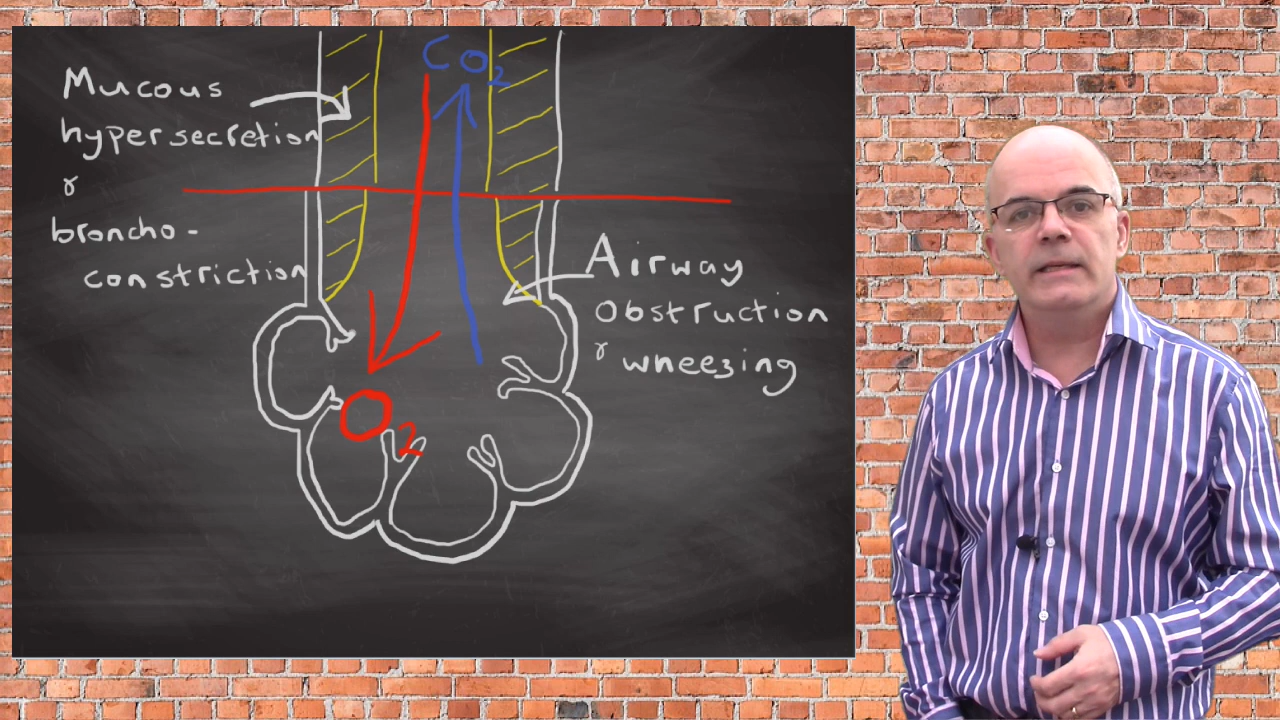 CO2
Mucous
hypersecretion
&
broncho-
constriction
Airway
obstruction
& wheezing
O2